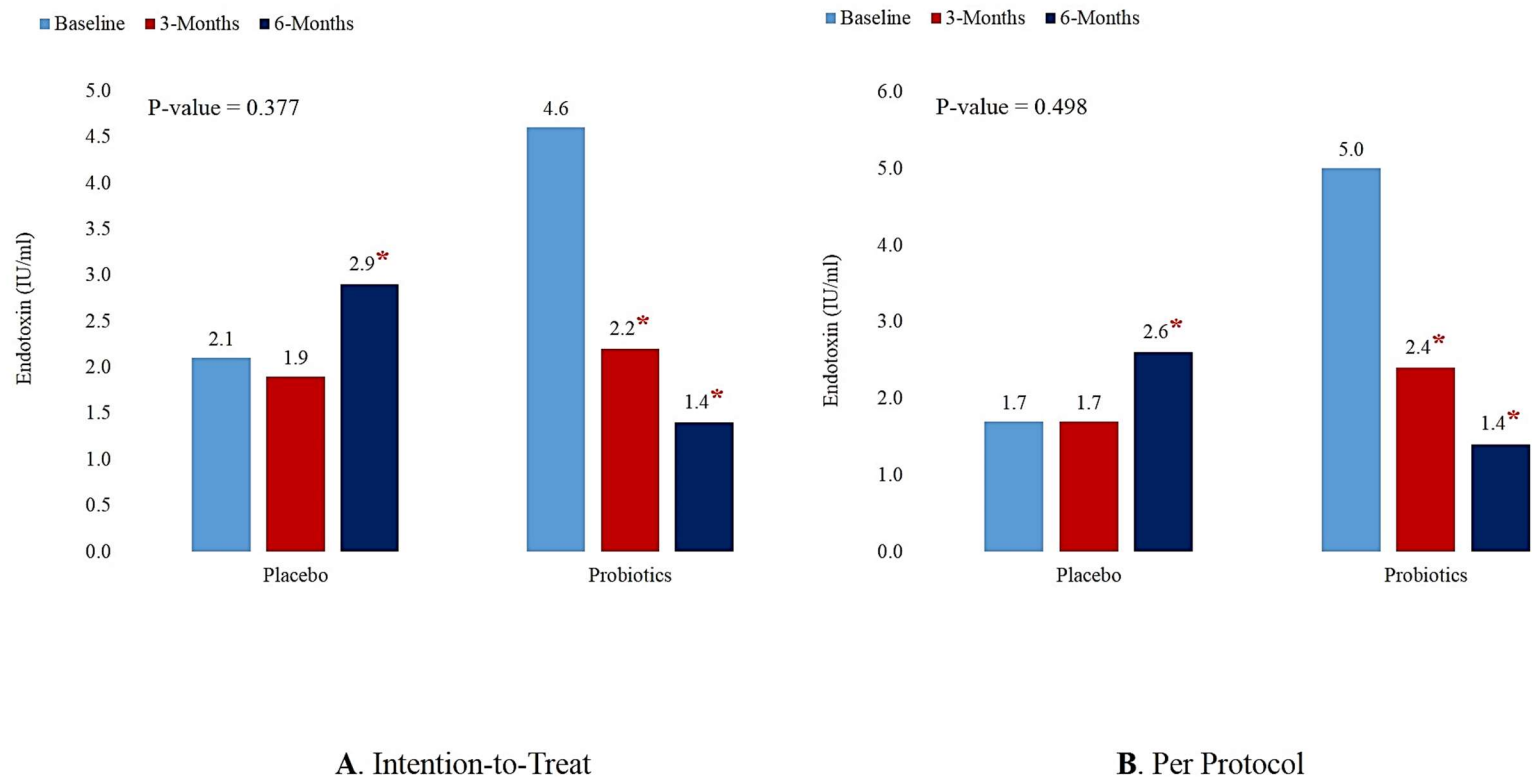 Baseline 3-Months 6-Months
P-value = 0.377
Endotoxin (IU/ml)
5.0
4.5
4.0
3.5
3.0
2.5
2.0
1.5
1.0
0.5
0.0
2.1
1.9
2.9*
4.6
2.2*
1.4*
Placebo
Probiotics
A. Intention-to-Treat
Baseline 3-Months 6-Months
P-value = 0.498
Endotoxin (IU/ml)
6.0
5.0
4.0
3.0
2.0
1.0
0.0
1.7
1.7
2.6*
5.0
2.4*
1.4*
Placebo
Probiotics
B. Per Protocol